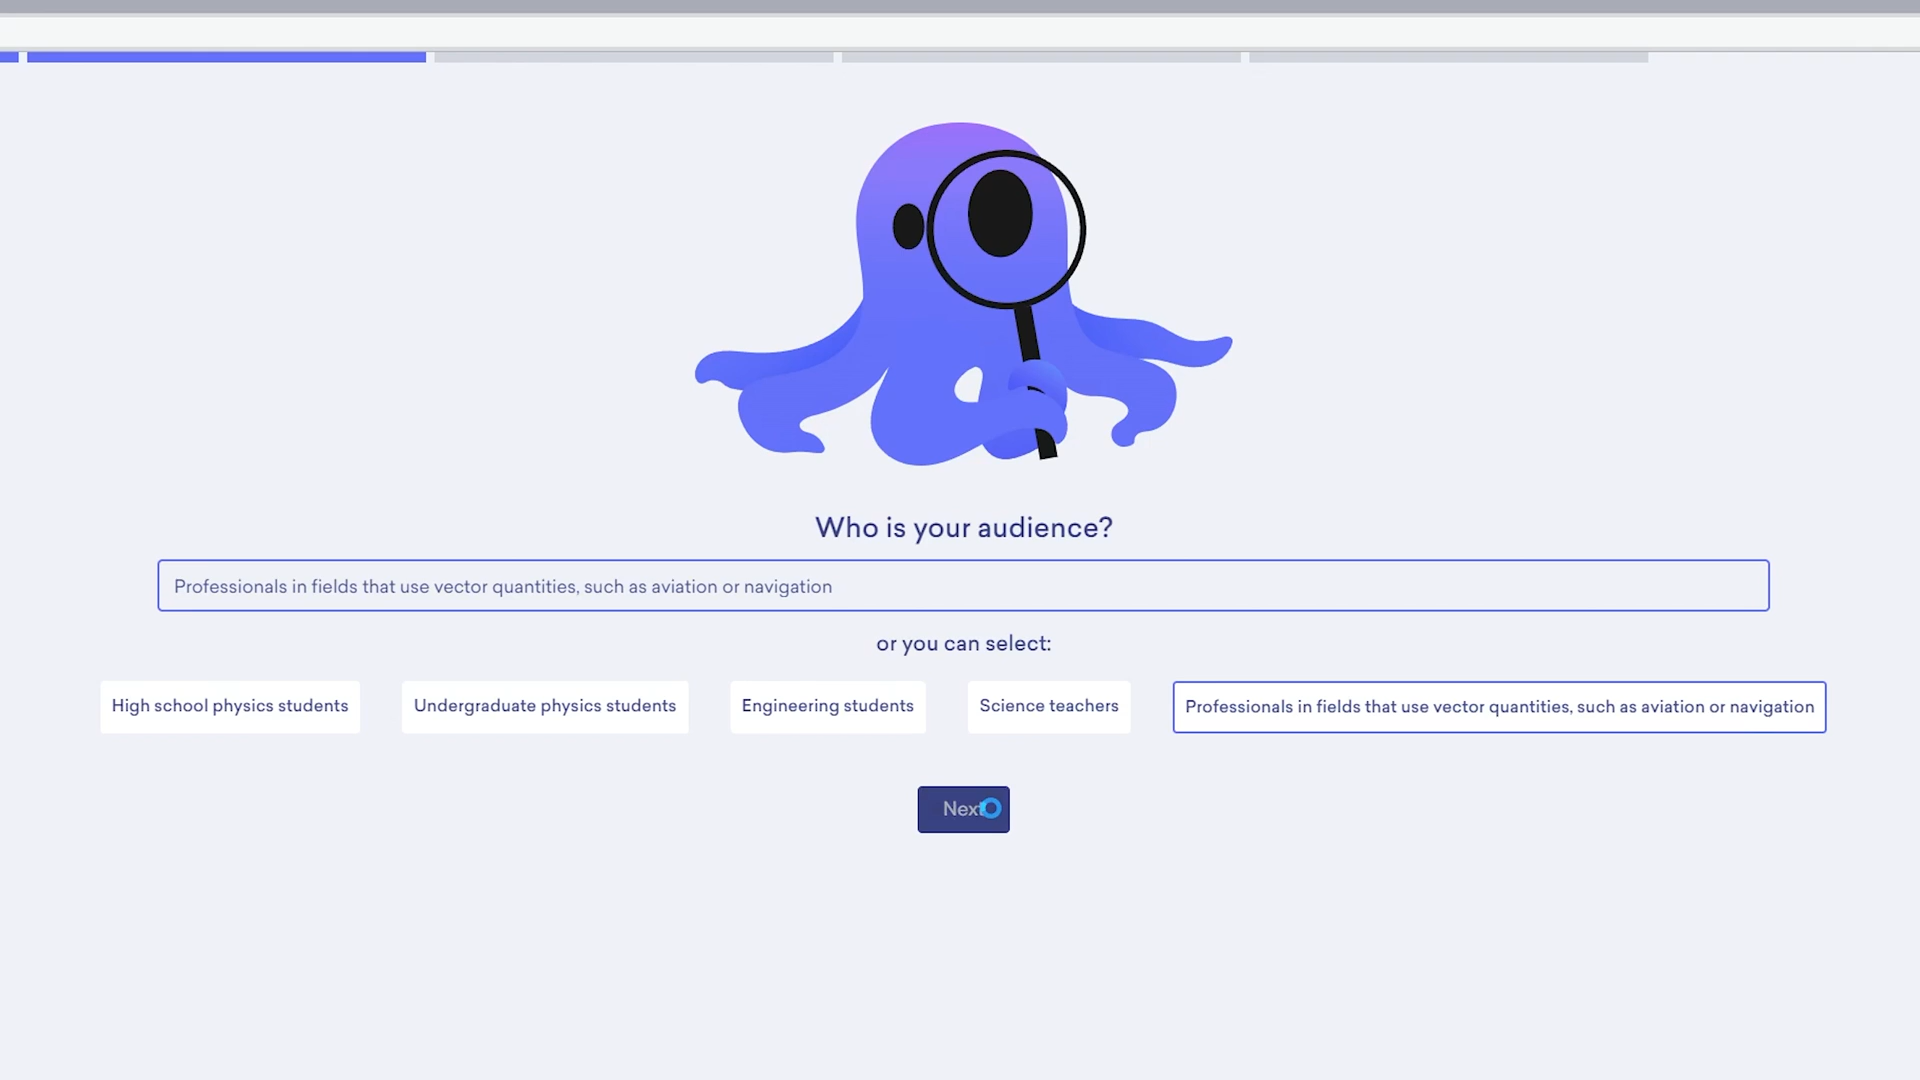 Who is your audience?
Professionals in fields that use vector quantities, such as aviation or navigation
or you can select:
High school physics students
Undergraduate physics students
Engineering students
Science teachers
Professionals in fields that use vector quantities, such as aviation or navigation
Next